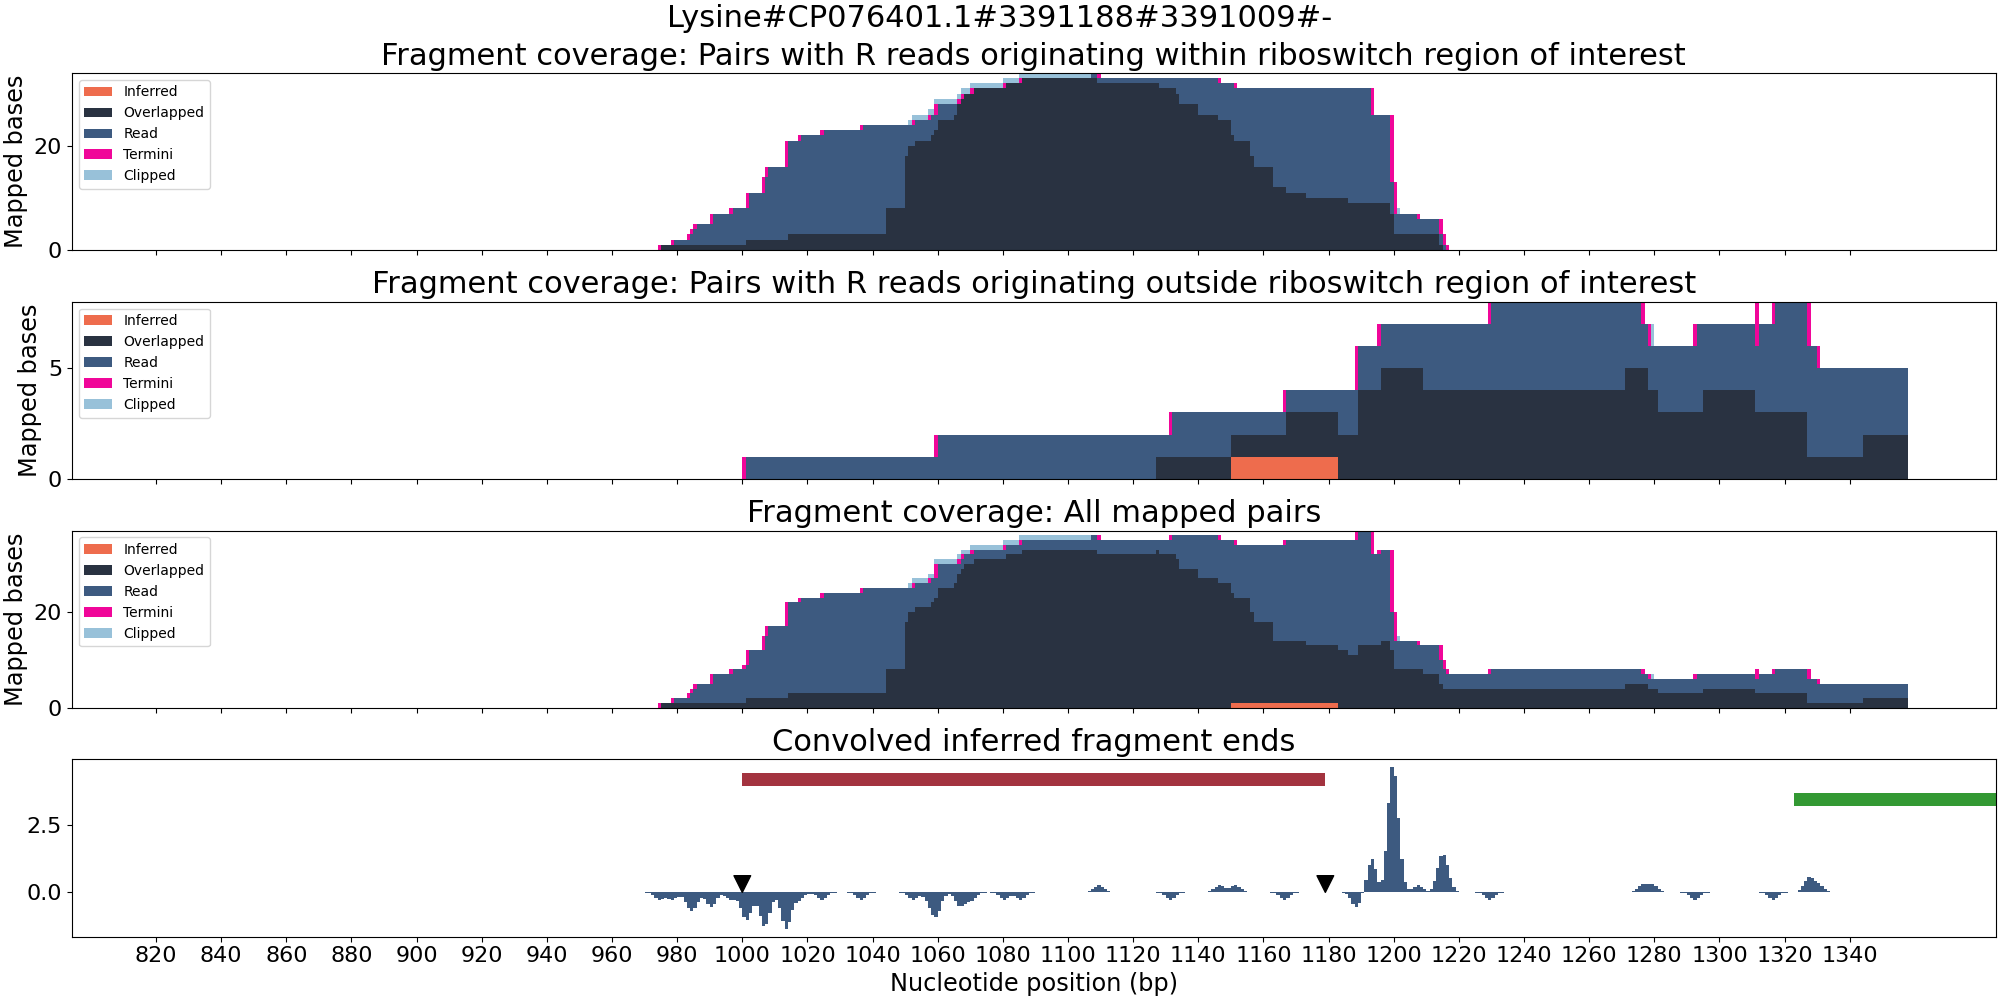 Lysine#CP076401.1#3391188#3391009#-
Fragment coverage: Pairs with R reads originating within riboswitch region of interest
Mapped bases
20
0
Inferred
Overlapped
Read
Termini
Clipped
Fragment coverage: Pairs with R reads originating outside riboswitch region of interest
Mapped bases
5
0
Inferred
Overlapped
Read
Termini
Clipped
Fragment coverage: All mapped pairs
Mapped bases
20
0
Inferred
Overlapped
Read
Termini
Clipped
Convolved inferred fragment ends
2.5
0.0
820 840 860 880 900 920 940 960 980 1000 1020 1040 1060 1080 1100 1120 1140 1160 1180 1200 1220 1240 1260 1280 1300 1320 1340
Nucleotide position (bp)